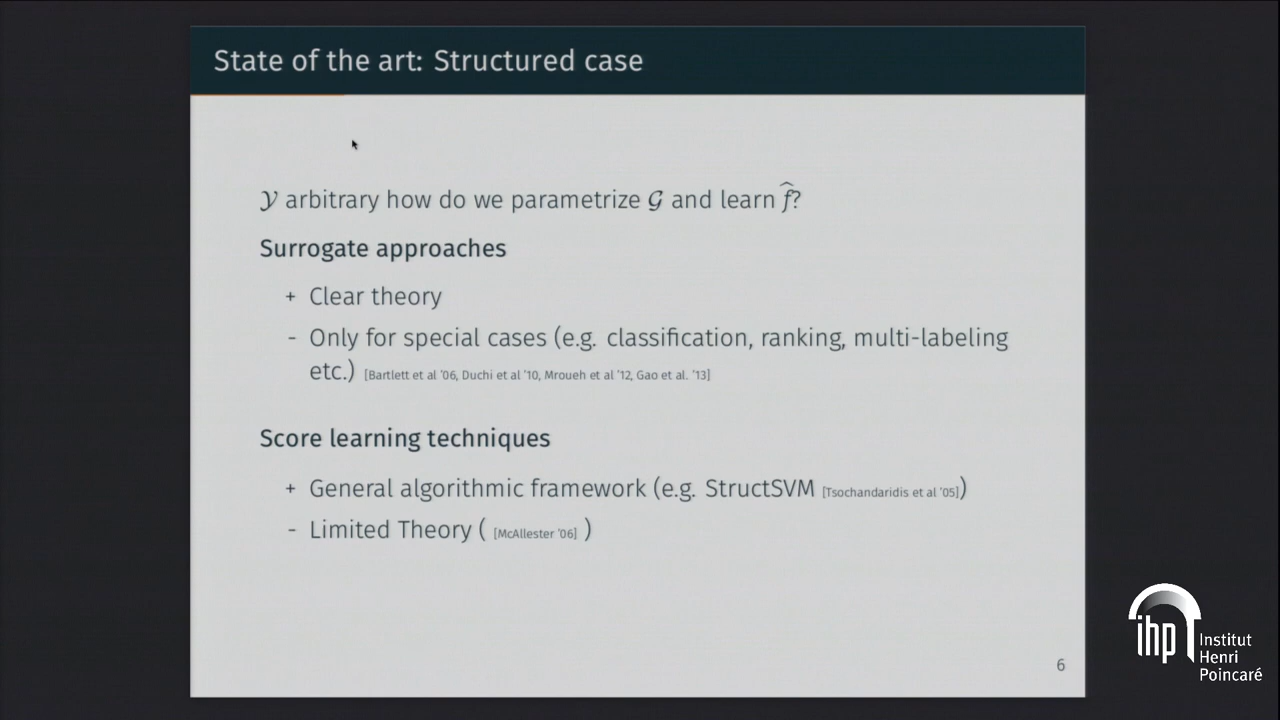 State of the art: Structured case
𝒴 arbitrary how do we parametrize 𝒢 and learn f̂?
Surrogate approaches
+ Clear theory
- Only for special cases (e.g. classification, ranking, multi-labeling
etc.) [Bartlett et al '06, Duchi et al '10, Mroueh et al '12, Gao et al. '13]
Score learning techniques
+ General algorithmic framework (e.g. StructSVM [Tsochandaridis et al '05])
- Limited Theory ( [McAllester '06] )
6
ihp Institut
Henri
Poincaré